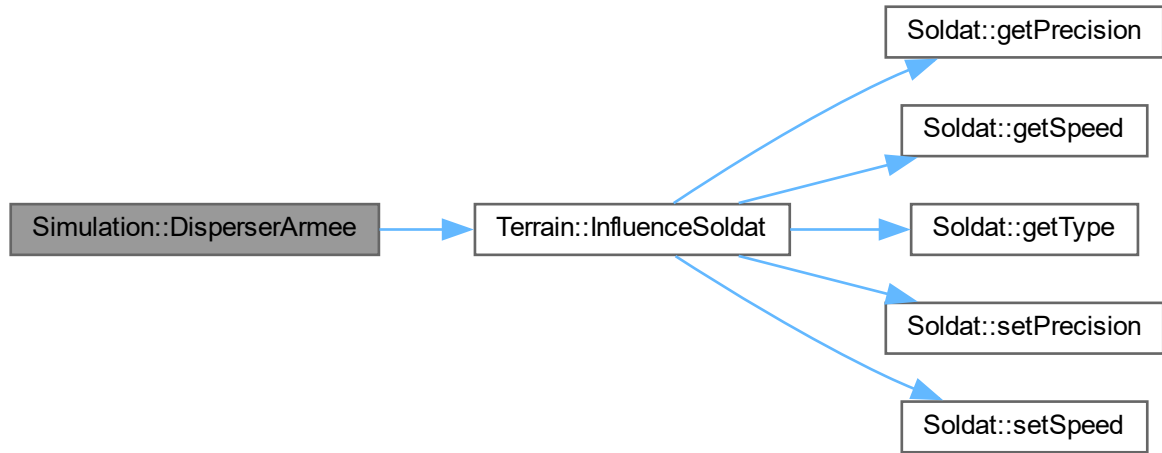 Simulation::DisperserArmee
Terrain::InfluenceSoldat
Soldat::getPrecision
Soldat::getSpeed
Soldat::getType
Soldat::setPrecision
Soldat::setSpeed